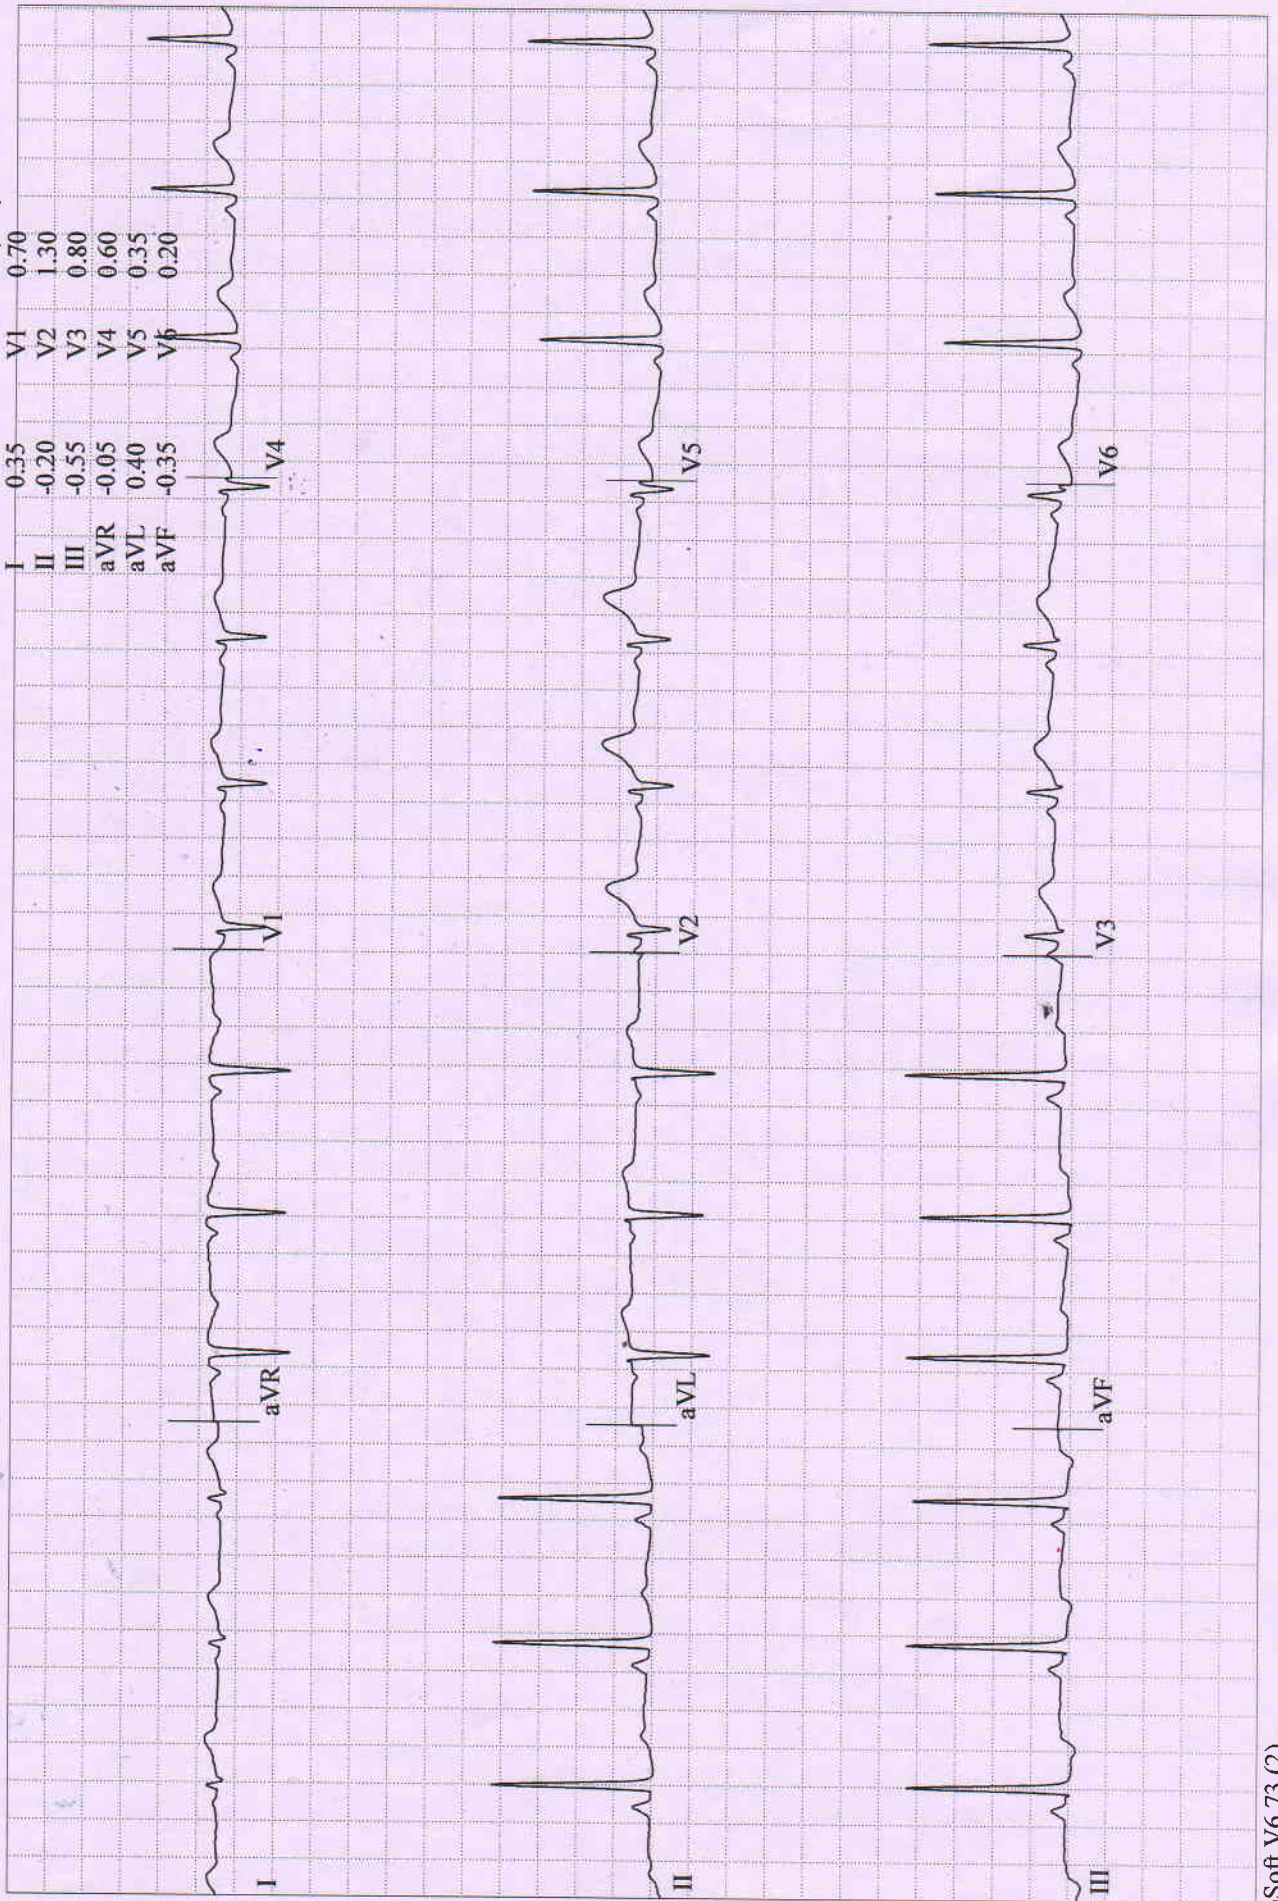 I 0.35 V1 0.70
II -0.20 V2 1.30
III -0.55 V3 0.80
aVR -0.05 V4 0.60
aVL 0.40 V5 0.35
aVF -0.35 V6 0.20
I aVR V1 V4
II aVL V2 V5
III aVF V3 V6
Soft V6.73 (2)